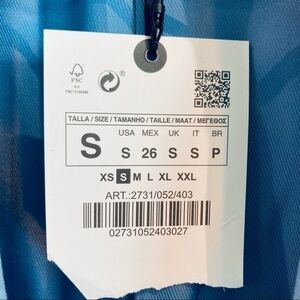 FSC
TALLA / SIZE / TAMANHO / TAILLE / MAAT / ΜΕΓΕΘΟΣ
USA MEX UK IT BR
S S 26 S S P
XS S M L XL XXL
ART.:2731/052/403
02731052403027